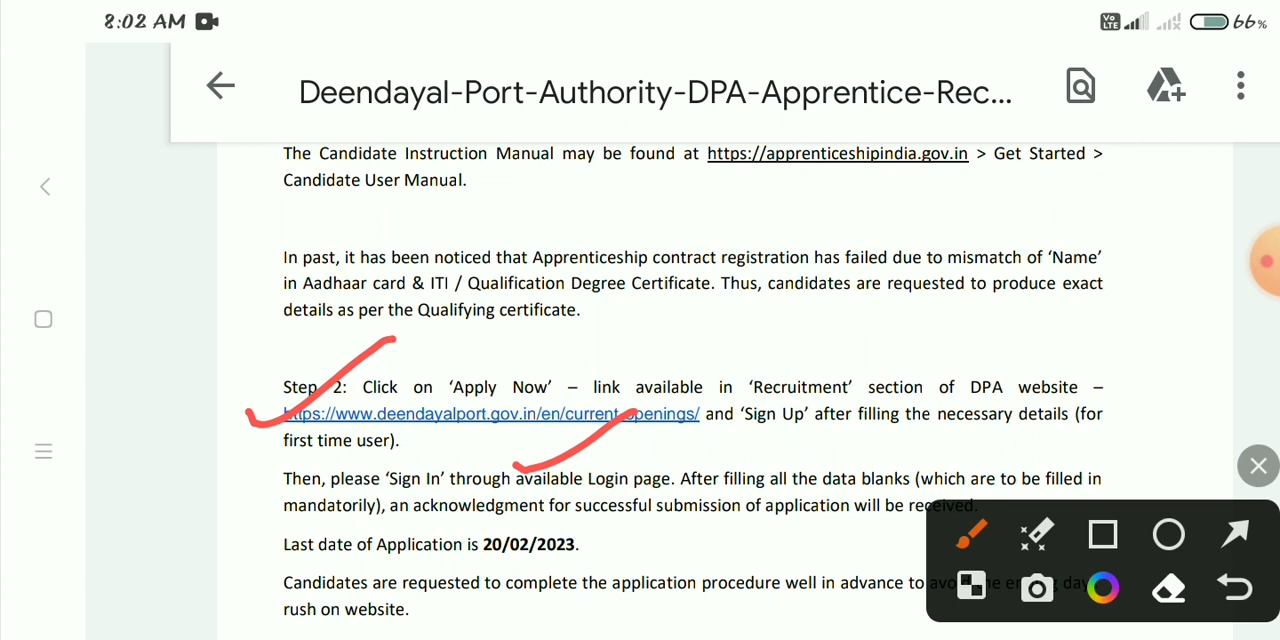 8:02 AM
Vo LTE
66%
Deendayal-Port-Authority-DPA-Apprentice-Rec...
The Candidate Instruction Manual may be found at https://apprenticeshipindia.gov.in > Get Started >
Candidate User Manual.
In past, it has been noticed that Apprenticeship contract registration has failed due to mismatch of ‘Name’
in Aadhaar card & ITI / Qualification Degree Certificate. Thus, candidates are requested to produce exact
details as per the Qualifying certificate.
Step 2: Click on ‘Apply Now’ – link available in ‘Recruitment’ section of DPA website –
https://www.deendayalport.gov.in/en/current-openings/ and ‘Sign Up’ after filling the necessary details (for
first time user).
Then, please ‘Sign In’ through available Login page. After filling all the data blanks (which are to be filled in
mandatorily), an acknowledgment for successful submission of application will be received.
Last date of Application is 20/02/2023.
Candidates are requested to complete the application procedure well in advance to avoid the ending day
rush on website.